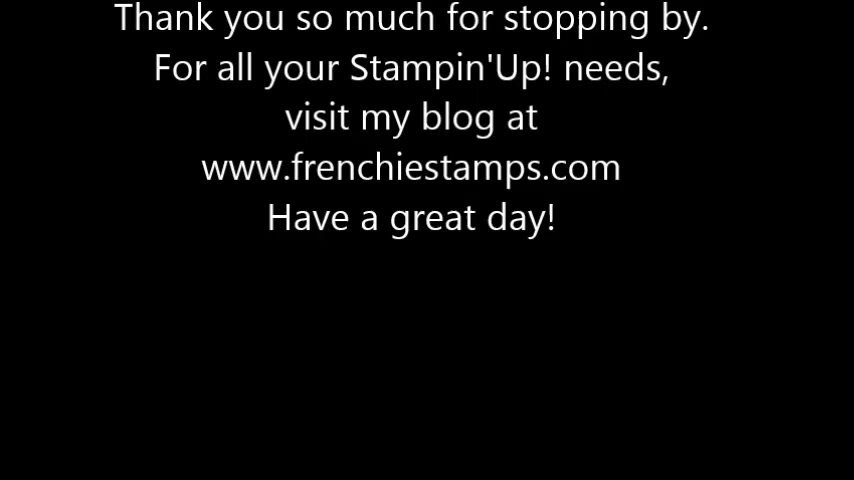 Thank you so much for stopping by.
For all your Stampin'Up! needs,
visit my blog at
www.frenchiestamps.com
Have a great day!